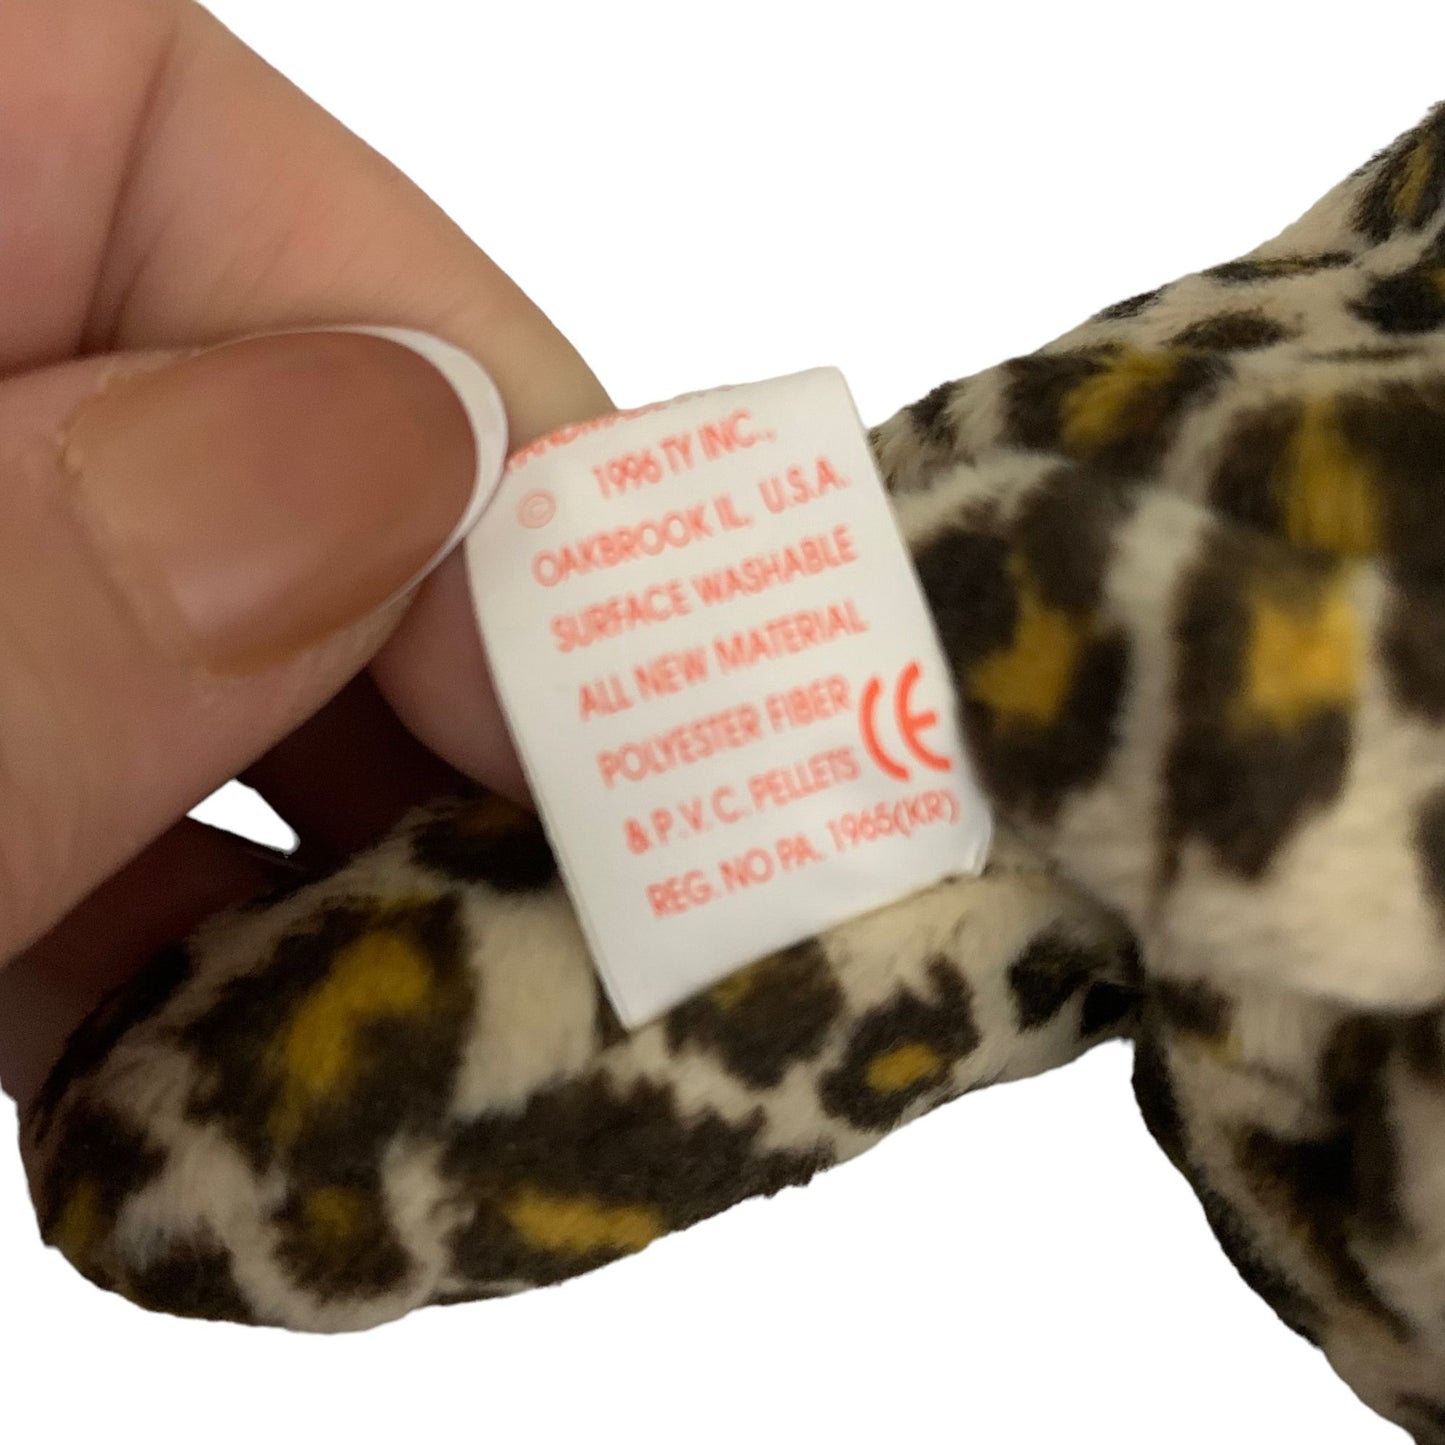 © 1996 TY INC.,
OAKBROOK IL. U.S.A.
SURFACE WASHABLE
ALL NEW MATERIAL
POLYESTER FIBER
& P.V.C. PELLETS CE
REG. NO PA. 1965(KR)